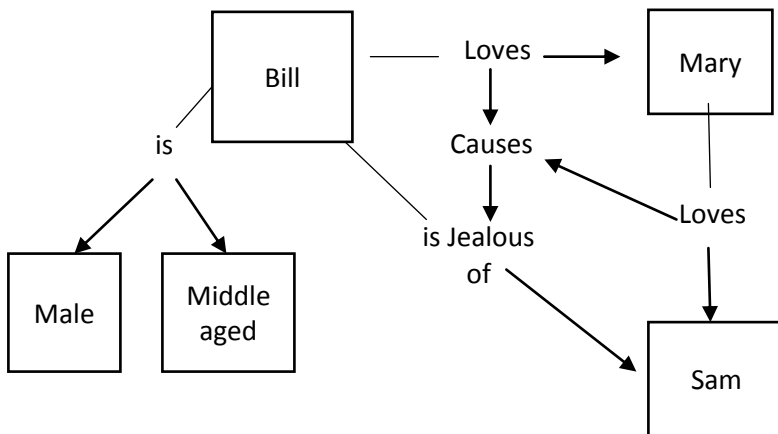 Bill
Loves
Mary
is
Causes
Loves
is Jealous
of
Male
Middle
aged
Sam